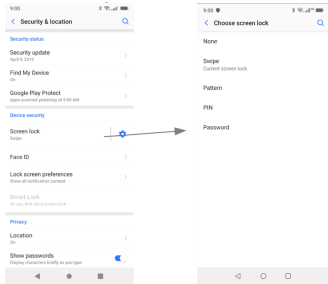 9:00
Security & location
Security status
Security update
April 5, 2019
Find My Device
On
Google Play Protect
Apps scanned yesterday at 9:00 AM
Device security
Screen lock
Swipe
Face ID
Lock screen preferences
Show all notification content
Smart Lock
To use, first set a screen lock
Privacy
Location
On
Show passwords
Display characters briefly as you type
9:03
Choose screen lock
None
Swipe
Current screen lock
Pattern
PIN
Password